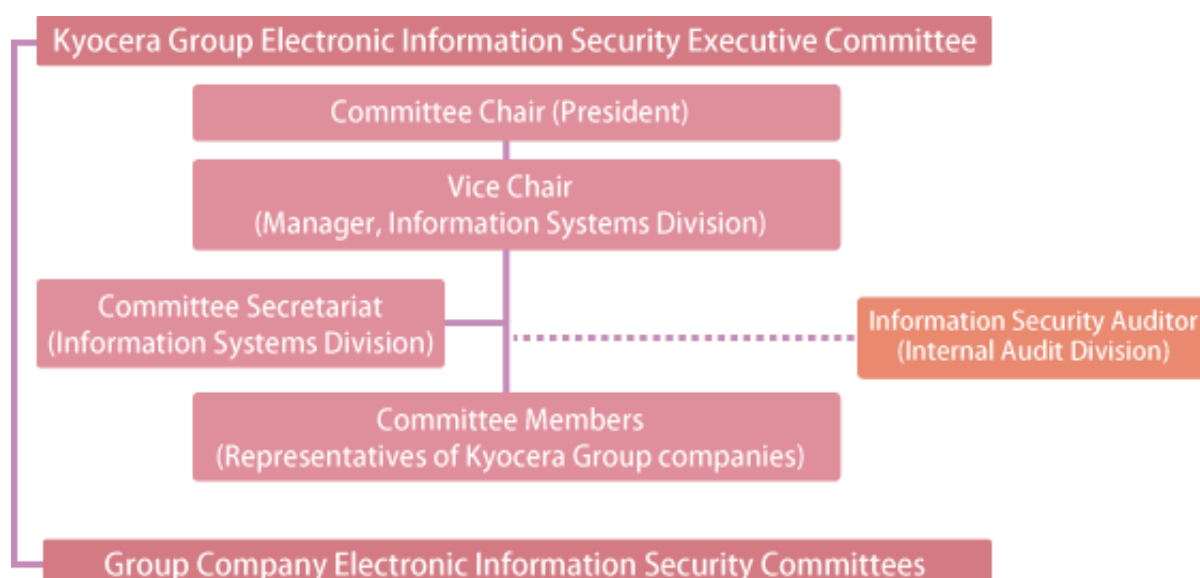 Kyocera Group Electronic Information Security Executive Committee
Committee Chair (President)
Vice Chair
(Manager, Information Systems Division)
Committee Secretariat
(Information Systems Division)
Information Security Auditor
(Internal Audit Division)
Committee Members
(Representatives of Kyocera Group companies)
Group Company Electronic Information Security Committees